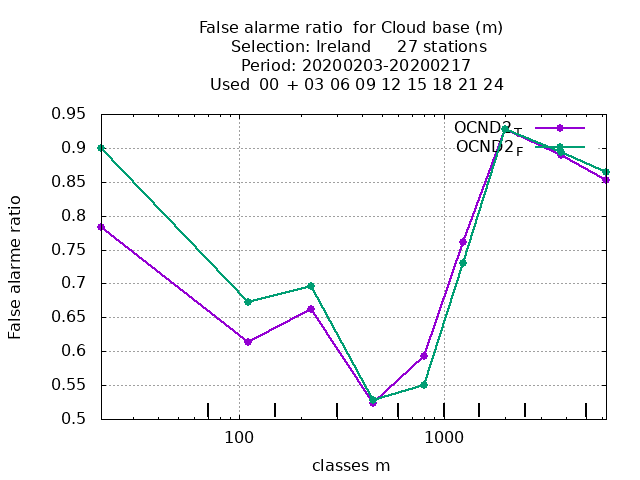 False alarme ratio  for Cloud base (m)
Selection: Ireland     27 stations
Period: 20200203-20200217
Used  00 + 03 06 09 12 15 18 21 24
0.95
0.9
0.85
0.8
0.75
0.7
0.65
0.6
0.55
0.5
False alarme ratio
OCND2_T
OCND2_F
100 1000
classes m